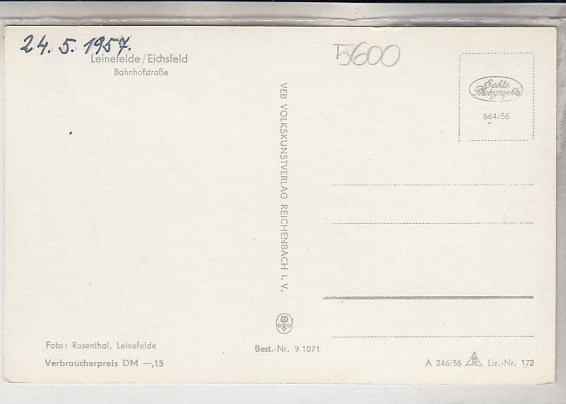 24. 5. 1957.
Leinefelde/Eichsfeld
Bahnhofstraße
5600
Echte
Photographie
664/56
VEB VOLKSKUNSTVERLAG REICHENBACH i. V.
Foto: Rosenthal, Leinefelde
Verbraucherpreis DM —,15
Best.-Nr. 9 1071
A 246/56 Liz.-Nr. 172